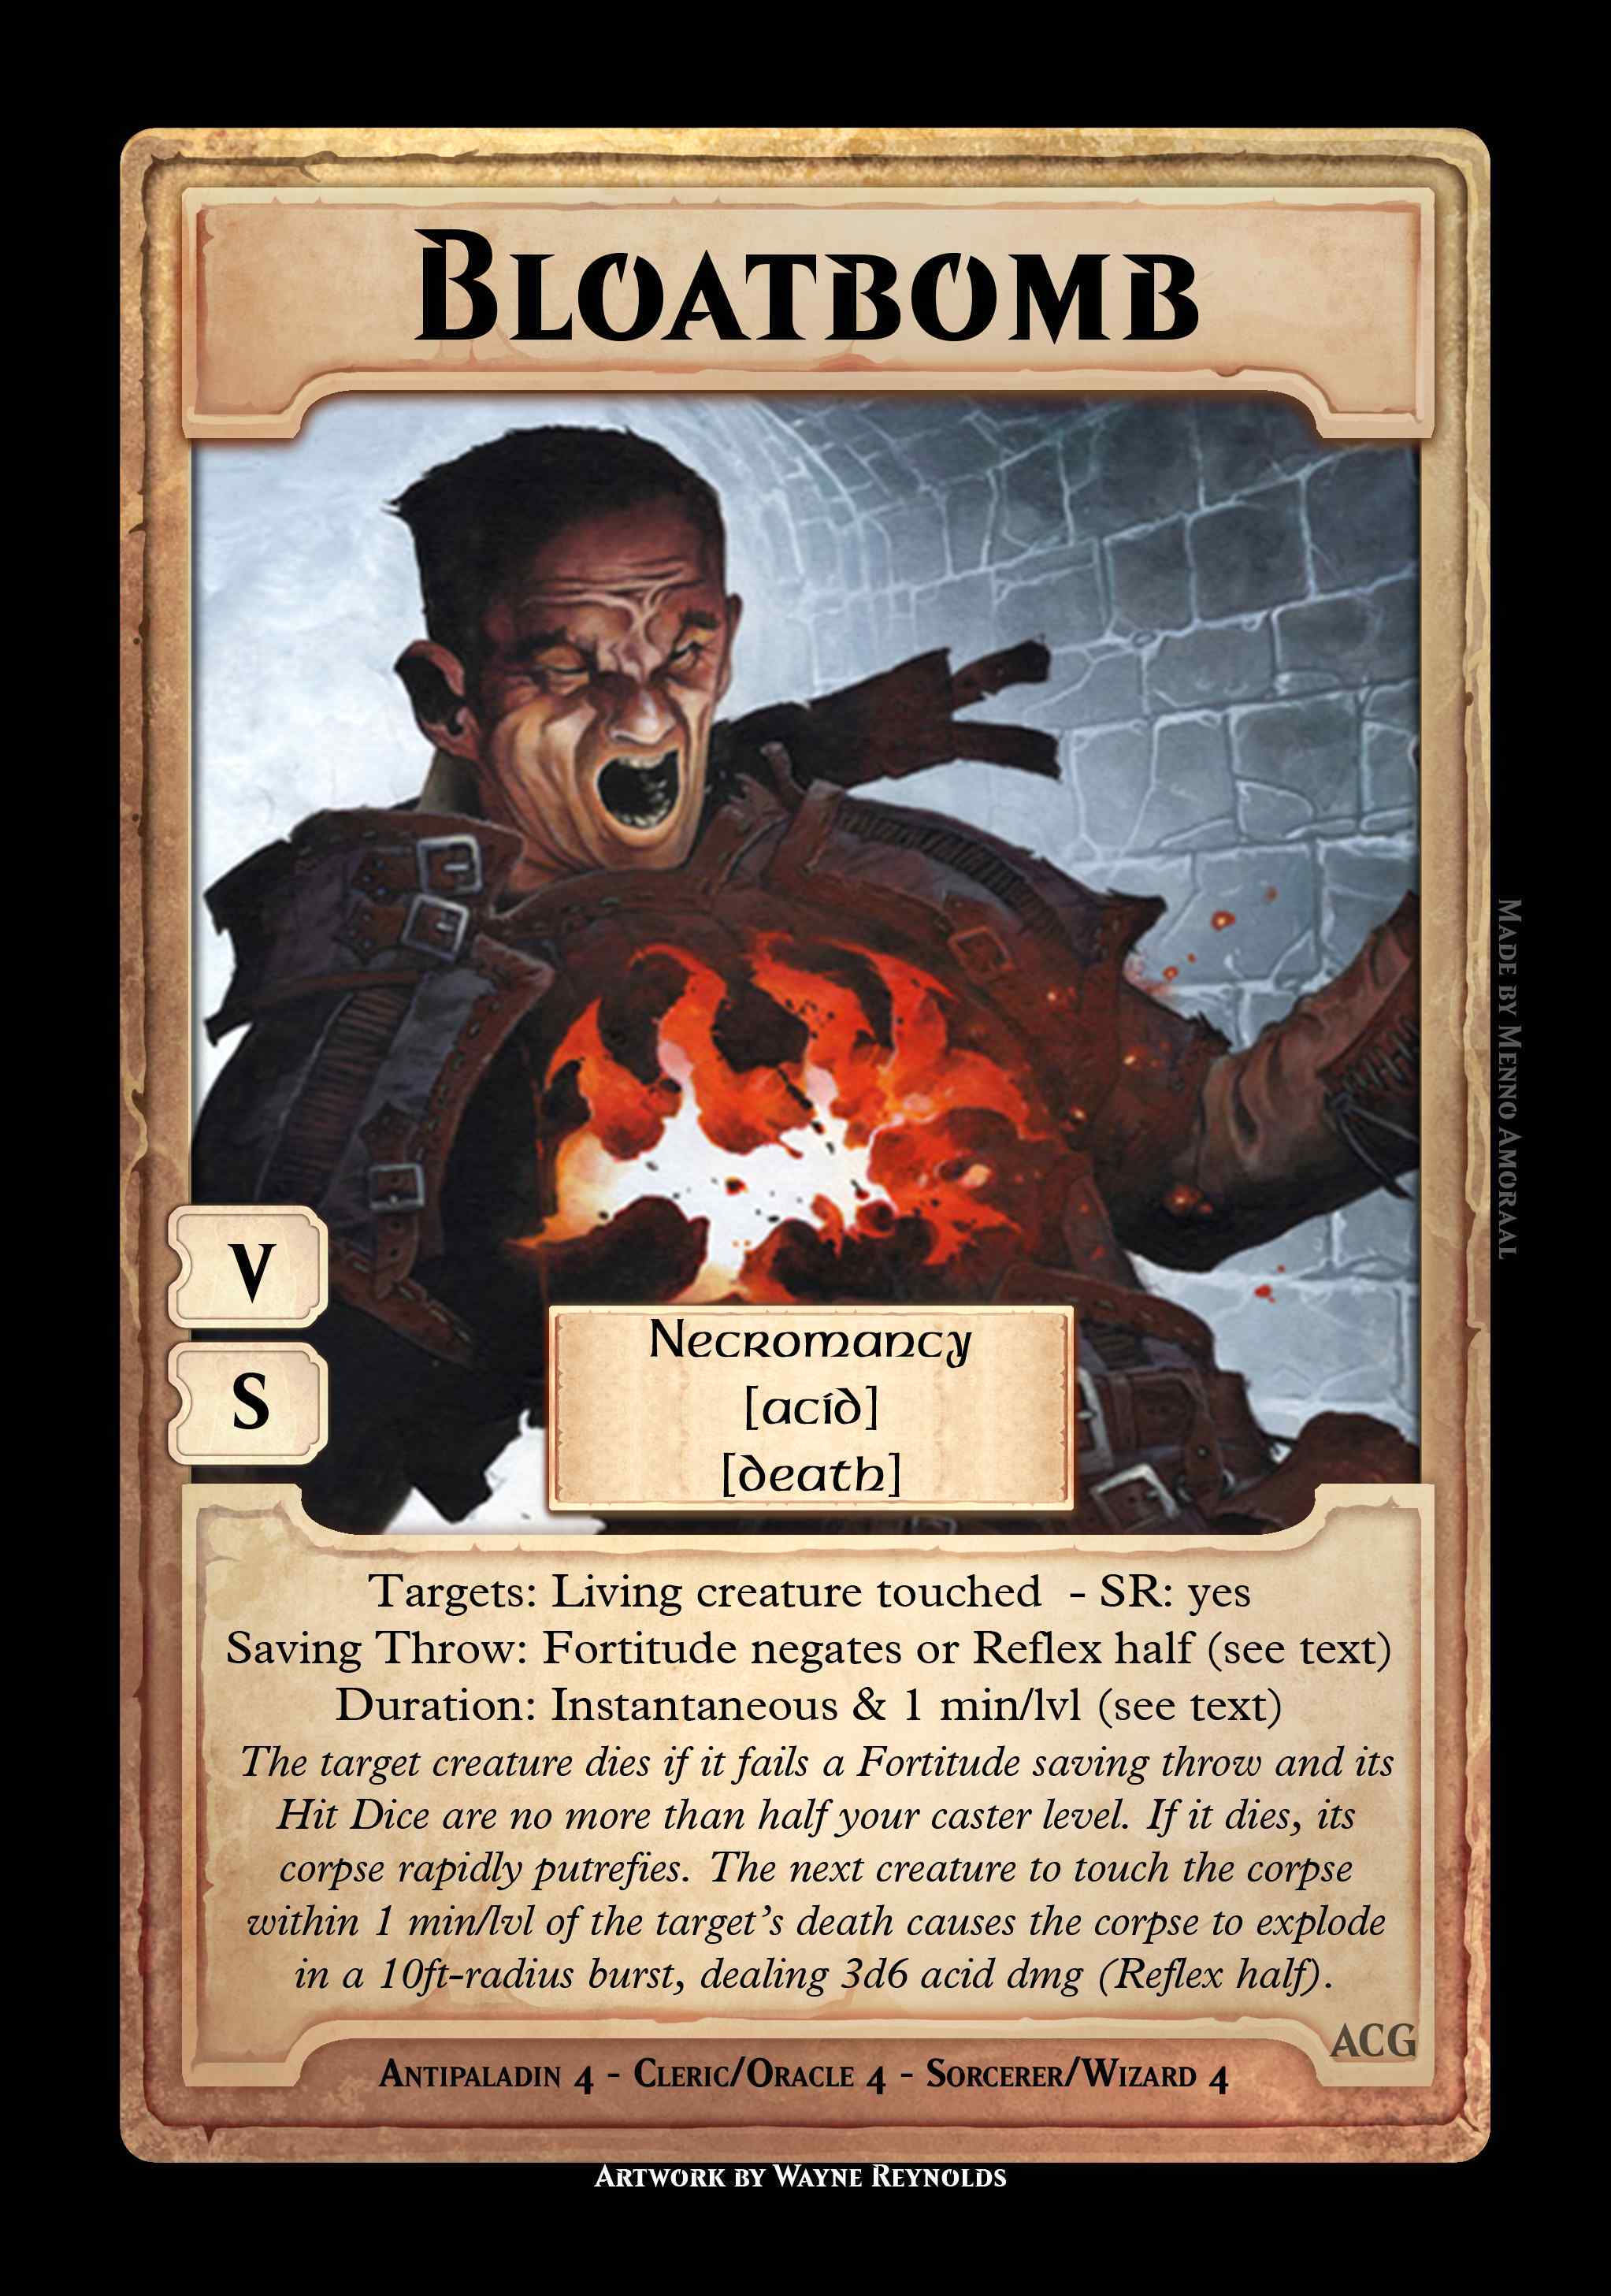 Bloatbomb
V
S
Necromancy
[acid]
[death]
Targets: Living creature touched - SR: yes
Saving Throw: Fortitude negates or Reflex half (see text)
Duration: Instantaneous & 1 min/lvl (see text)
The target creature dies if it fails a Fortitude saving throw and its
Hit Dice are no more than half your caster level. If it dies, its
corpse rapidly putrefies. The next creature to touch the corpse
within 1 min/lvl of the target's death causes the corpse to explode
in a 10ft-radius burst, dealing 3d6 acid dmg (Reflex half).
ACG
Antipaladin 4 - Cleric/Oracle 4 - Sorcerer/Wizard 4
Artwork by Wayne Reynolds
Made by Menno Amoraal